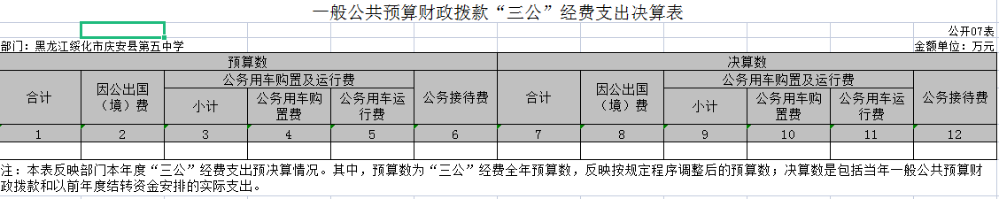 一般公共预算财政拨款“三公”经费支出决算表
公开07表
部门：黑龙江绥化市庆安县第五中学 金额单位：万元
预算数 决算数
合计 因公出国（境）费 公务用车购置及运行费 公务接待费 合计 因公出国（境）费 公务用车购置及运行费 公务接待费
小计 公务用车购置费 公务用车运行费 小计 公务用车购置费 公务用车运行费
1 2 3 4 5 6 7 8 9 10 11 12
注：本表反映部门本年度“三公”经费支出预决算情况。其中，预算数为“三公”经费全年预算数，反映按规定程序调整后的预算数；决算数是包括当年一般公共预算财
政拨款和以前年度结转资金安排的实际支出。